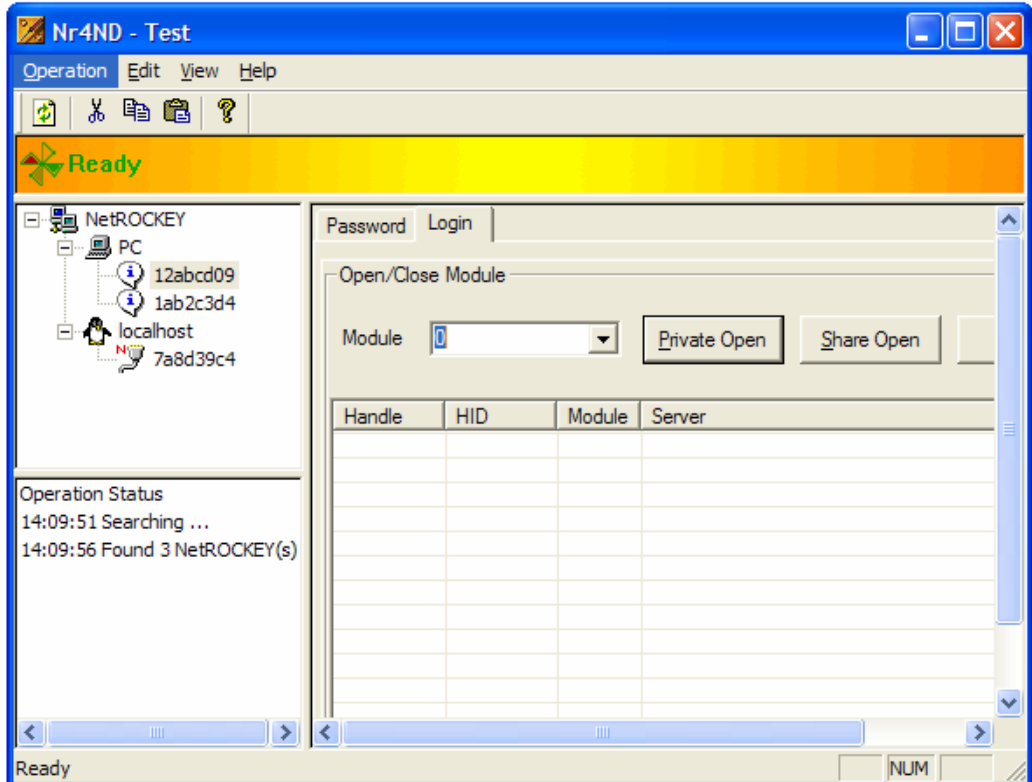 Nr4ND - Test
Operation Edit View Help
Ready
NetROCKEY
PC
12abcd09
1ab2c3d4
localhost
N
7a8d39c4
Password Login
Open/Close Module
Module 0 Private Open Share Open
Handle HID Module Server
Operation Status
14:09:51 Searching ...
14:09:56 Found 3 NetROCKEY(s)
Ready NUM